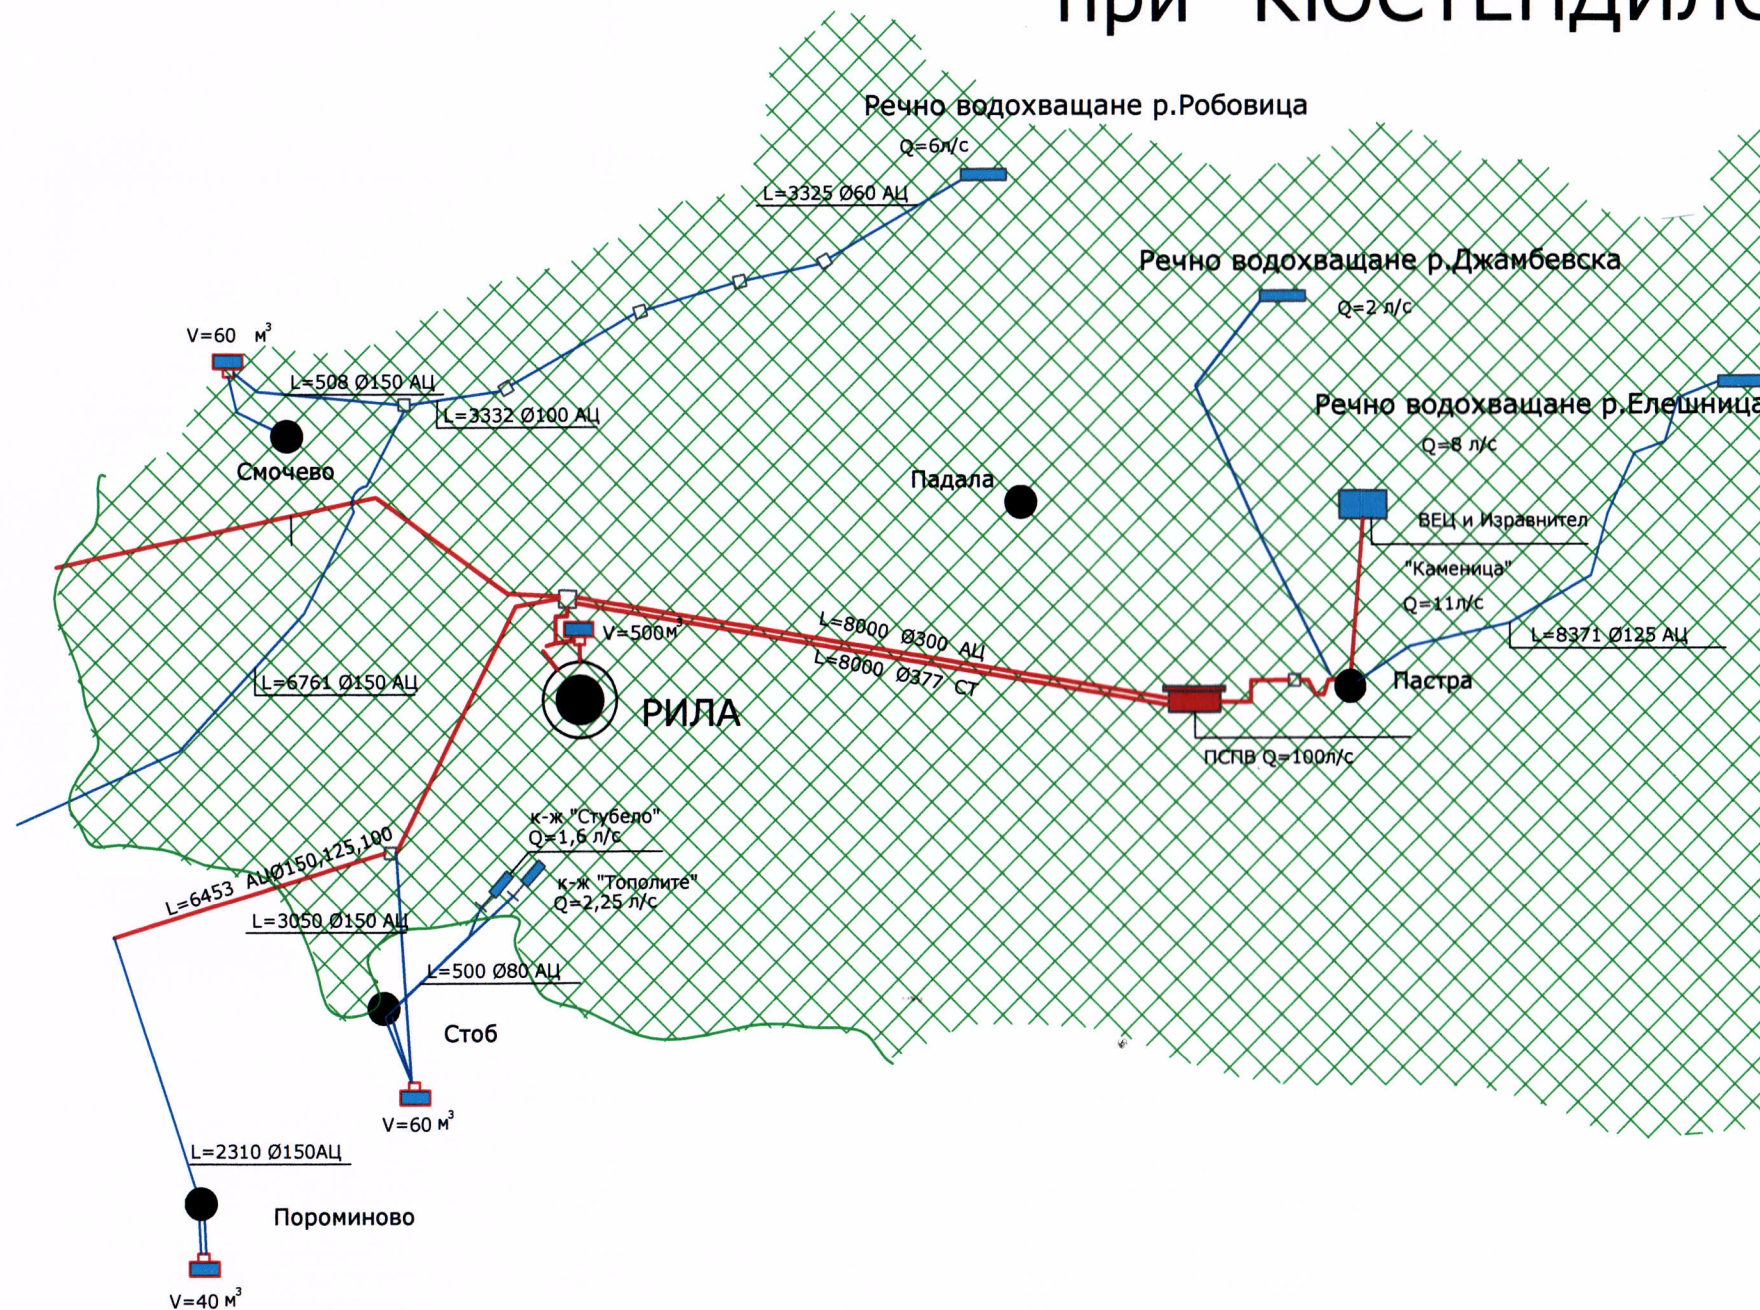 при "КЮСТЕНДИЛС
Речно водохващане р.Робовица
Q=6л/с
L=3325 Ø60 АЦ
Речно водохващане р.Джамбевска
Q=2 л/с
V=60 м³
L=508 Ø150 АЦ
L=3332 Ø100 АЦ
Речно водохващане р.Елешница
Q=8 л/с
Смочево
Падала
ВЕЦ и Изравнител
"Каменица"
Q=11л/с
L=8000 Ø300 АЦ
V=500м³
L=8371 Ø125 АЦ
L=8000 Ø377 СТ
L=6761 Ø150 АЦ
Пастра
РИЛА
ПСПВ Q=100л/с
к-ж "Стубело"
Q=1,6 л/с
L=6453 АЦØ150,125,100
к-ж "Тополите"
Q=2,25 л/с
L=3050 Ø150 АЦ
L=500 Ø80 АЦ
Стоб
V=60 м³
L=2310 Ø150АЦ
Пороминово
V=40 м³